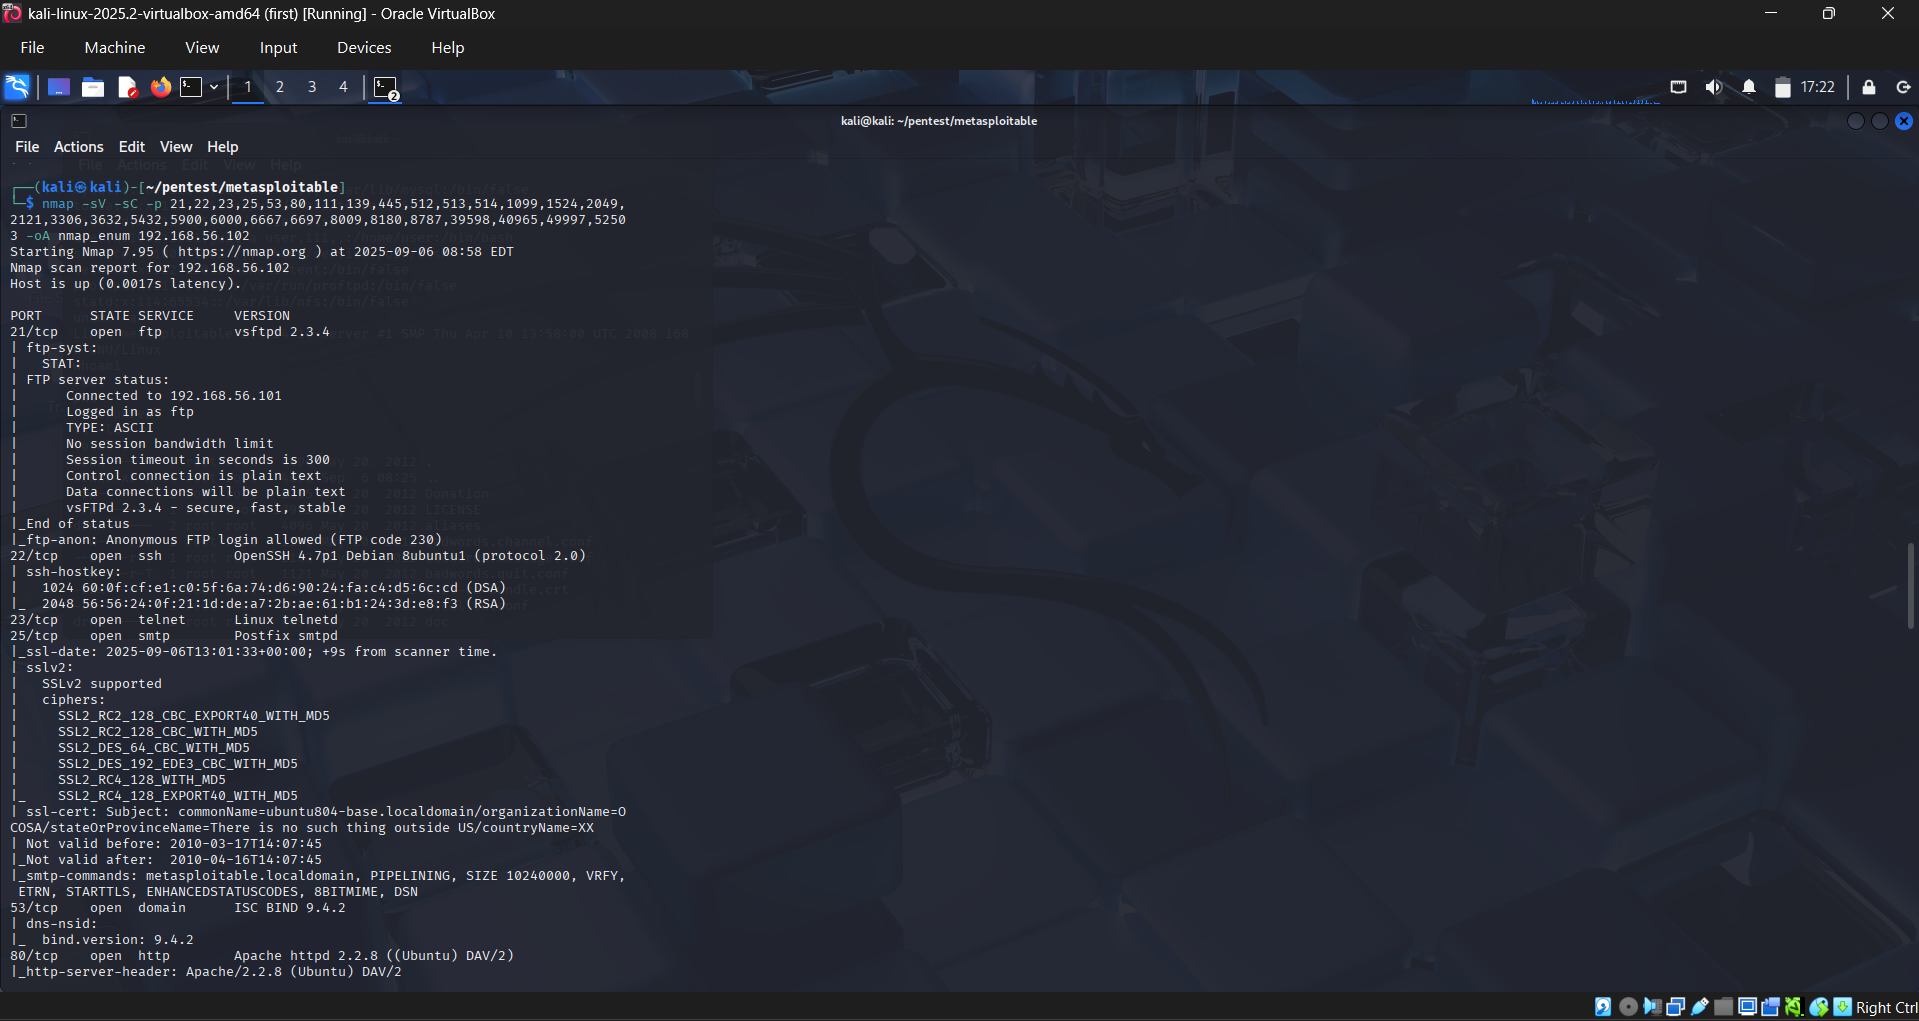 kali-linux-2025.2-virtualbox-amd64 (first) [Running] - Oracle VirtualBox
File Machine View Input Devices Help
1 2 3 4 2 17:22
kali@kali: ~/pentest/metasploitable
File Actions Edit View Help
┌──(kali㉿kali)-[~/pentest/metasploitable]
└─$ nmap -sV -sC -p 21,22,23,25,53,80,111,139,445,512,513,514,1099,1524,2049,
2121,3306,3632,5432,5900,6000,6667,6697,8009,8180,8787,39598,40965,49997,5250
3 -oA nmap_enum 192.168.56.102
Starting Nmap 7.95 ( https://nmap.org ) at 2025-09-06 08:58 EDT
Nmap scan report for 192.168.56.102
Host is up (0.0017s latency).
PORT STATE SERVICE VERSION
21/tcp open ftp vsftpd 2.3.4
| ftp-syst:
| STAT:
| FTP server status:
| Connected to 192.168.56.101
| Logged in as ftp
| TYPE: ASCII
| No session bandwidth limit
| Session timeout in seconds is 300
| Control connection is plain text
| Data connections will be plain text
| vsFTPd 2.3.4 - secure, fast, stable
|_End of status
|_ftp-anon: Anonymous FTP login allowed (FTP code 230)
22/tcp open ssh OpenSSH 4.7p1 Debian 8ubuntu1 (protocol 2.0)
| ssh-hostkey:
| 1024 60:0f:cf:e1:c0:5f:6a:74:d6:90:24:fa:c4:d5:6c:cd (DSA)
|_ 2048 56:56:24:0f:21:1d:de:a7:2b:ae:61:b1:24:3d:e8:f3 (RSA)
23/tcp open telnet Linux telnetd
25/tcp open smtp Postfix smtpd
|_ssl-date: 2025-09-06T13:01:33+00:00; +9s from scanner time.
| sslv2:
| SSLv2 supported
| ciphers:
| SSL2_RC2_128_CBC_EXPORT40_WITH_MD5
| SSL2_RC2_128_CBC_WITH_MD5
| SSL2_DES_64_CBC_WITH_MD5
| SSL2_DES_192_EDE3_CBC_WITH_MD5
| SSL2_RC4_128_WITH_MD5
|_ SSL2_RC4_128_EXPORT40_WITH_MD5
| ssl-cert: Subject: commonName=ubuntu804-base.localdomain/organizationName=O
COSA/stateOrProvinceName=There is no such thing outside US/countryName=XX
| Not valid before: 2010-03-17T14:07:45
|_Not valid after: 2010-04-16T14:07:45
|_smtp-commands: metasploitable.localdomain, PIPELINING, SIZE 10240000, VRFY,
ETRN, STARTTLS, ENHANCEDSTATUSCODES, 8BITMIME, DSN
53/tcp open domain ISC BIND 9.4.2
| dns-nsid:
|_ bind.version: 9.4.2
80/tcp open http Apache httpd 2.2.8 ((Ubuntu) DAV/2)
|_http-server-header: Apache/2.2.8 (Ubuntu) DAV/2
Right Ctrl